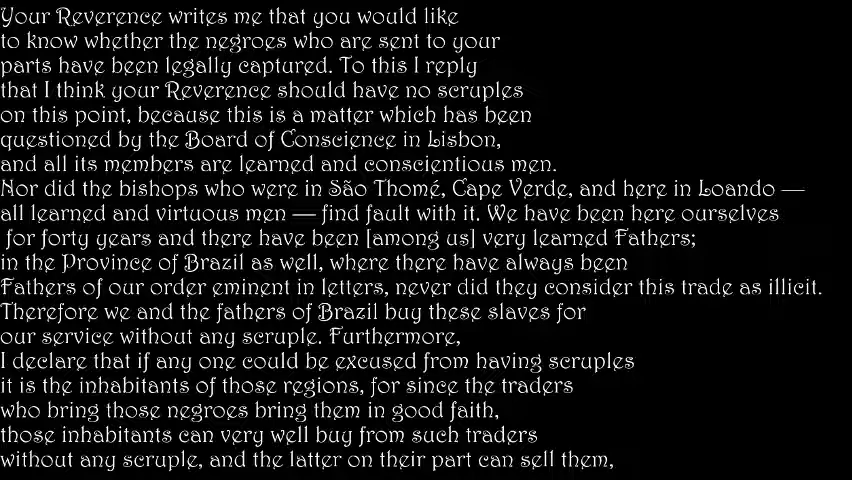 Your Reverence writes me that you would like
to know whether the negroes who are sent to your
parts have been legally captured. To this I reply
that I think your Reverence should have no scruples
on this point, because this is a matter which has been
questioned by the Board of Conscience in Lisbon,
and all its members are learned and conscientious men.
Nor did the bishops who were in São Thomé, Cape Verde, and here in Loando —
all learned and virtuous men — find fault with it. We have been here ourselves
for forty years and there have been [among us] very learned Fathers;
in the Province of Brazil as well, where there have always been
Fathers of our order eminent in letters, never did they consider this trade as illicit.
Therefore we and the fathers of Brazil buy these slaves for
our service without any scruple. Furthermore,
I declare that if any one could be excused from having scruples
it is the inhabitants of those regions, for since the traders
who bring those negroes bring them in good faith,
those inhabitants can very well buy from such traders
without any scruple, and the latter on their part can sell them,